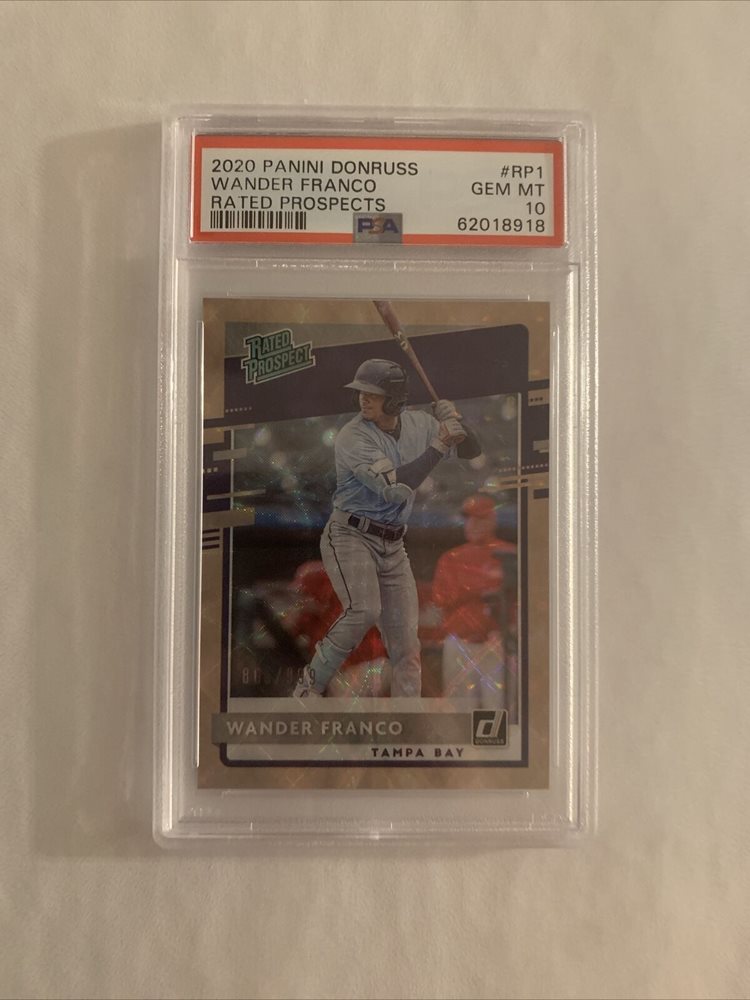 2020 PANINI DONRUSS #RP1
WANDER FRANCO GEM MT
RATED PROSPECTS 10
PSA 62018918
RATED
PROSPECT
WANDER FRANCO
d
DONRUSS
TAMPA BAY